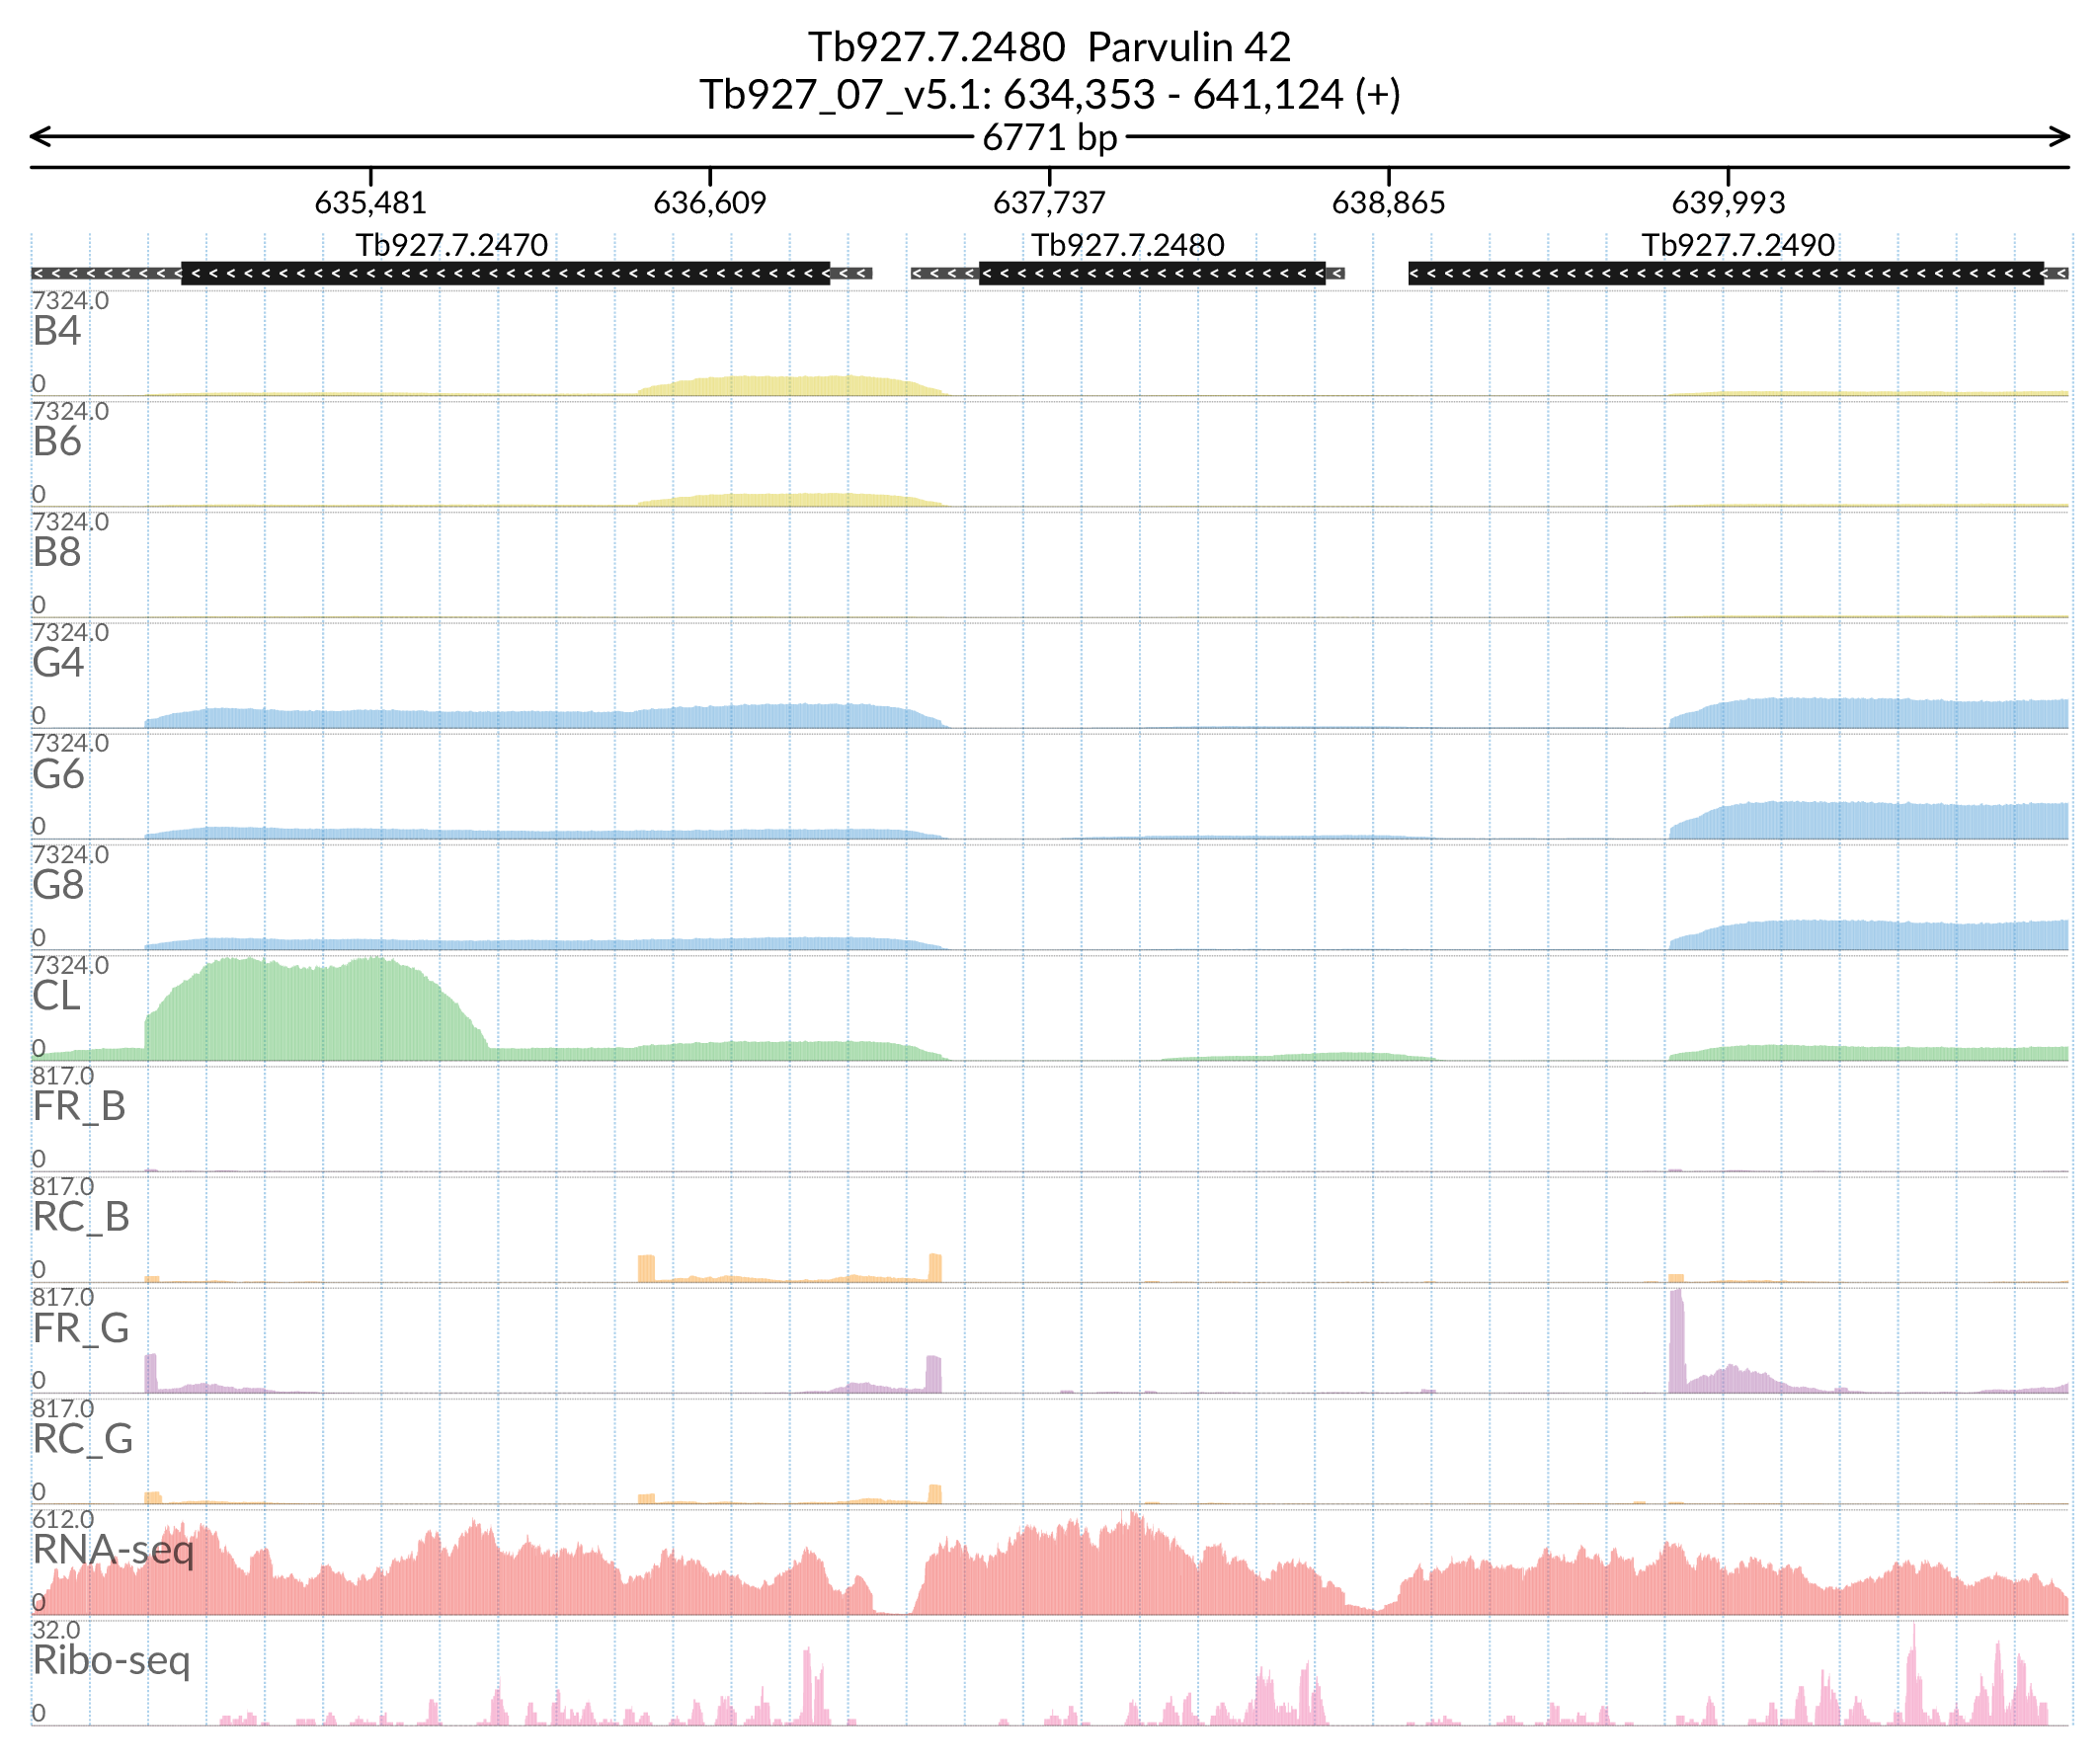 Tb927.7.2480 Parvulin 42
Tb927_07_v5.1: 634,353 - 641,124 (+)
6771 bp
635,481 636,609 637,737 638,865 639,993
Tb927.7.2470 Tb927.7.2480 Tb927.7.2490
7324.0
B4
0
7324.0
B6
0
7324.0
B8
0
7324.0
G4
0
7324.0
G6
0
7324.0
G8
0
7324.0
CL
0
817.0
FR_B
0
817.0
RC_B
0
817.0
FR_G
0
817.0
RC_G
0
612.0
RNA-seq
0
32.0
Ribo-seq
0